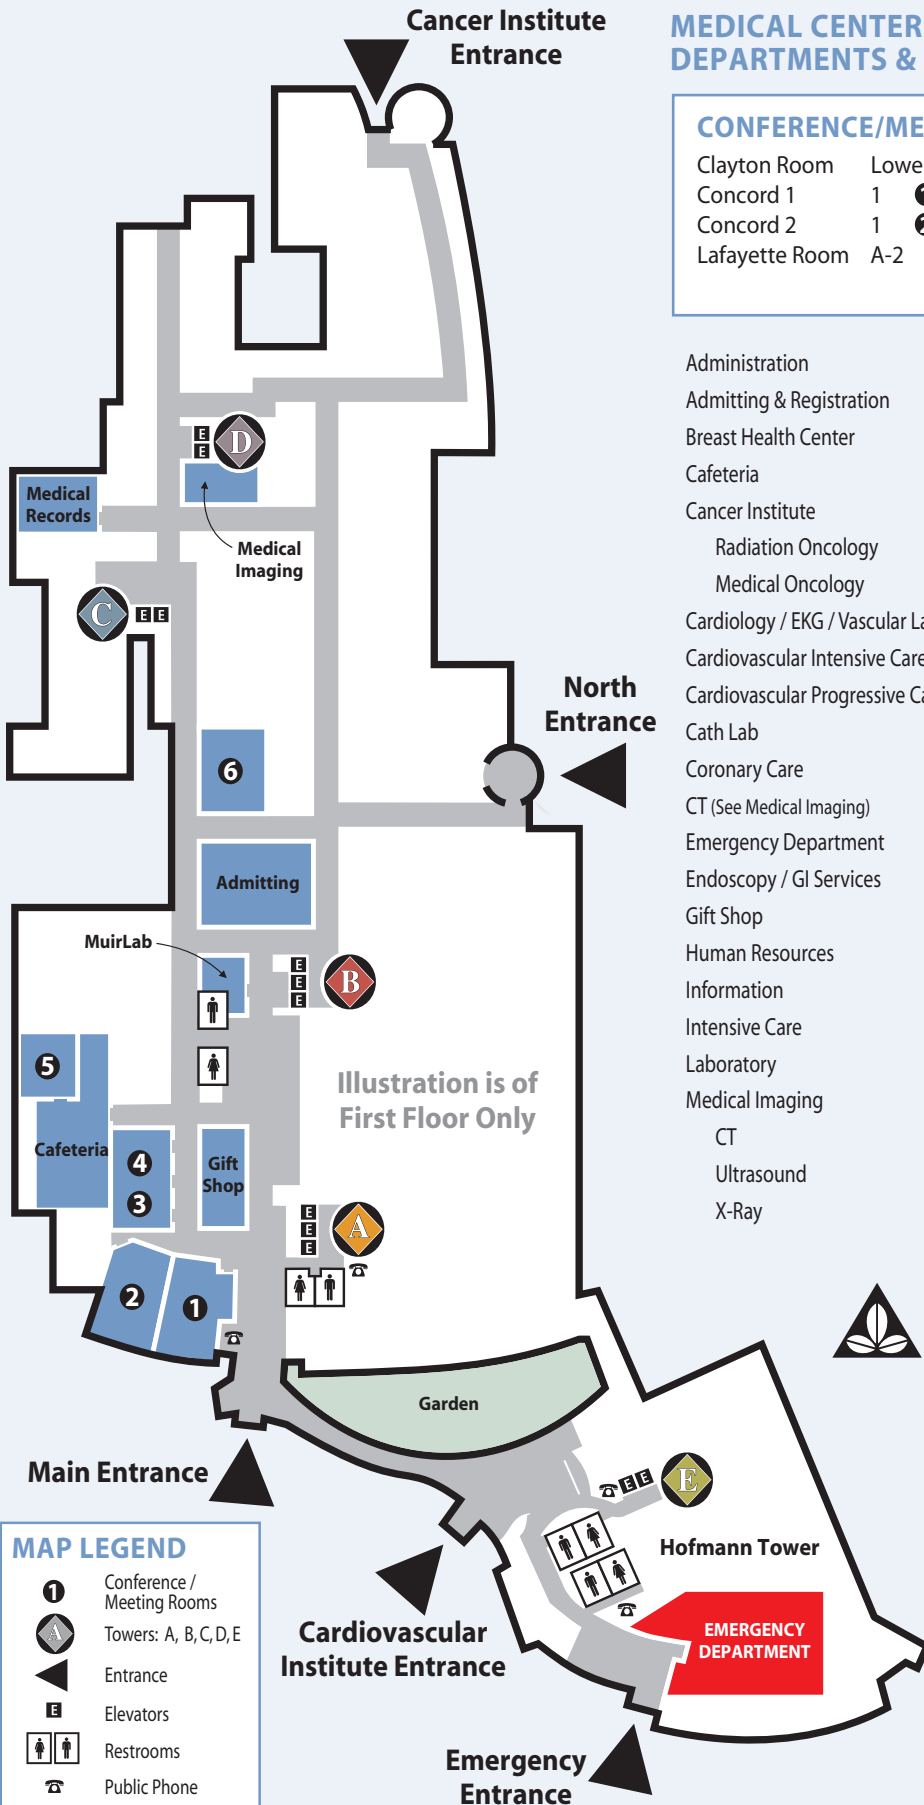 Cancer Institute
Entrance
MEDICAL CENTER
DEPARTMENTS &
CONFERENCE/ME
Clayton Room Lowe
Concord 1 1
Concord 2 1
Lafayette Room A-2
Administration
Admitting & Registration
Breast Health Center
Cafeteria
Cancer Institute
Radiation Oncology
Medical Oncology
Cardiology / EKG / Vascular La
Cardiovascular Intensive Care
Cardiovascular Progressive Ca
Cath Lab
Coronary Care
CT (See Medical Imaging)
Emergency Department
Endoscopy / GI Services
Gift Shop
Human Resources
Information
Intensive Care
Laboratory
Medical Imaging
CT
Ultrasound
X-Ray
E
E
D
Medical
Records
Medical
Imaging
C
E E
North
Entrance
6
Admitting
MuirLab
E
E
E
B
Illustration is of
First Floor Only
5
Cafeteria
4
3
Gift
Shop
E
E
E
A
2
1
Garden
Main Entrance
E E
E
Hofmann Tower
EMERGENCY
DEPARTMENT
Cardiovascular
Institute Entrance
Emergency
Entrance
MAP LEGEND
1 Conference /
Meeting Rooms
A Towers: A, B, C, D, E
Entrance
E Elevators
Restrooms
Public Phone